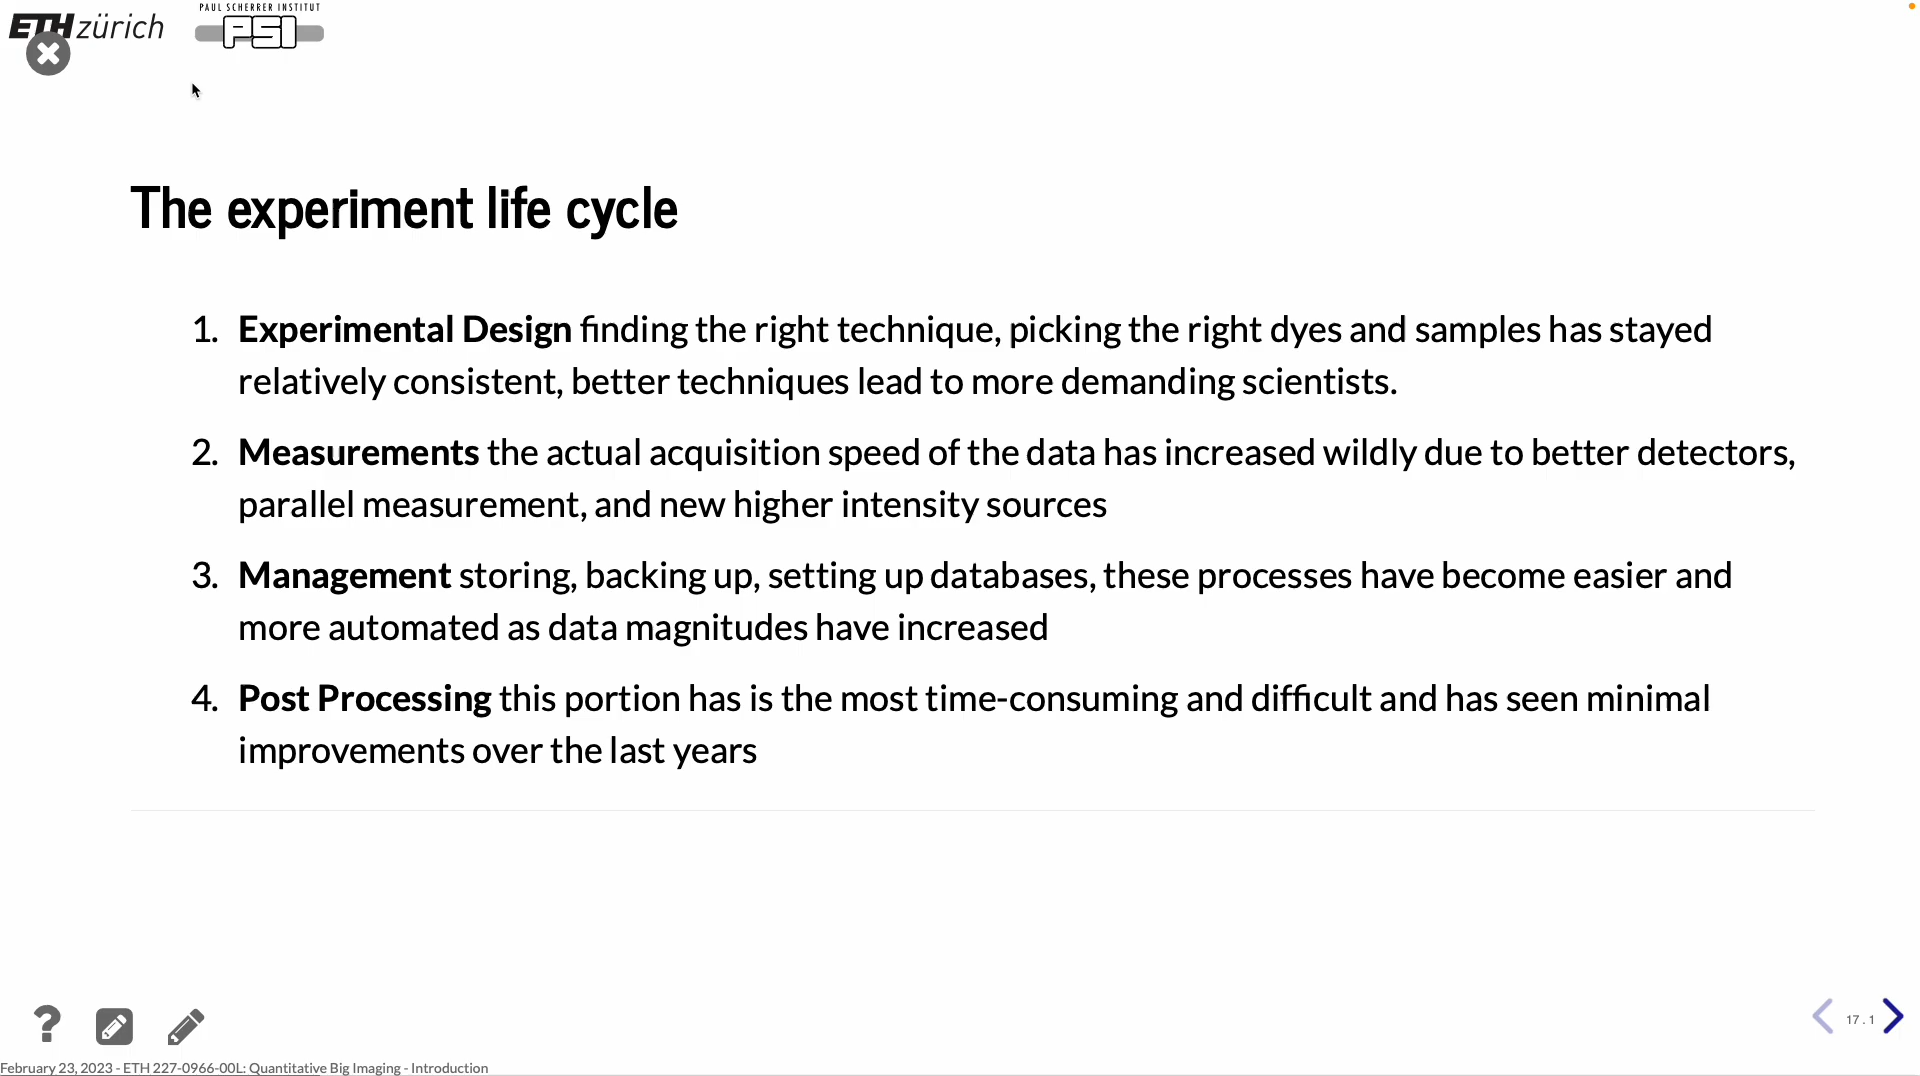 ETH zürich
PAUL SCHERRER INSTITUT
PSI
The experiment life cycle
1. Experimental Design finding the right technique, picking the right dyes and samples has stayed
relatively consistent, better techniques lead to more demanding scientists.
2. Measurements the actual acquisition speed of the data has increased wildly due to better detectors,
parallel measurement, and new higher intensity sources
3. Management storing, backing up, setting up databases, these processes have become easier and
more automated as data magnitudes have increased
4. Post Processing this portion has is the most time-consuming and difficult and has seen minimal
improvements over the last years
?
17 . 1
February 23, 2023 - ETH 227-0966-00L: Quantitative Big Imaging - Introduction